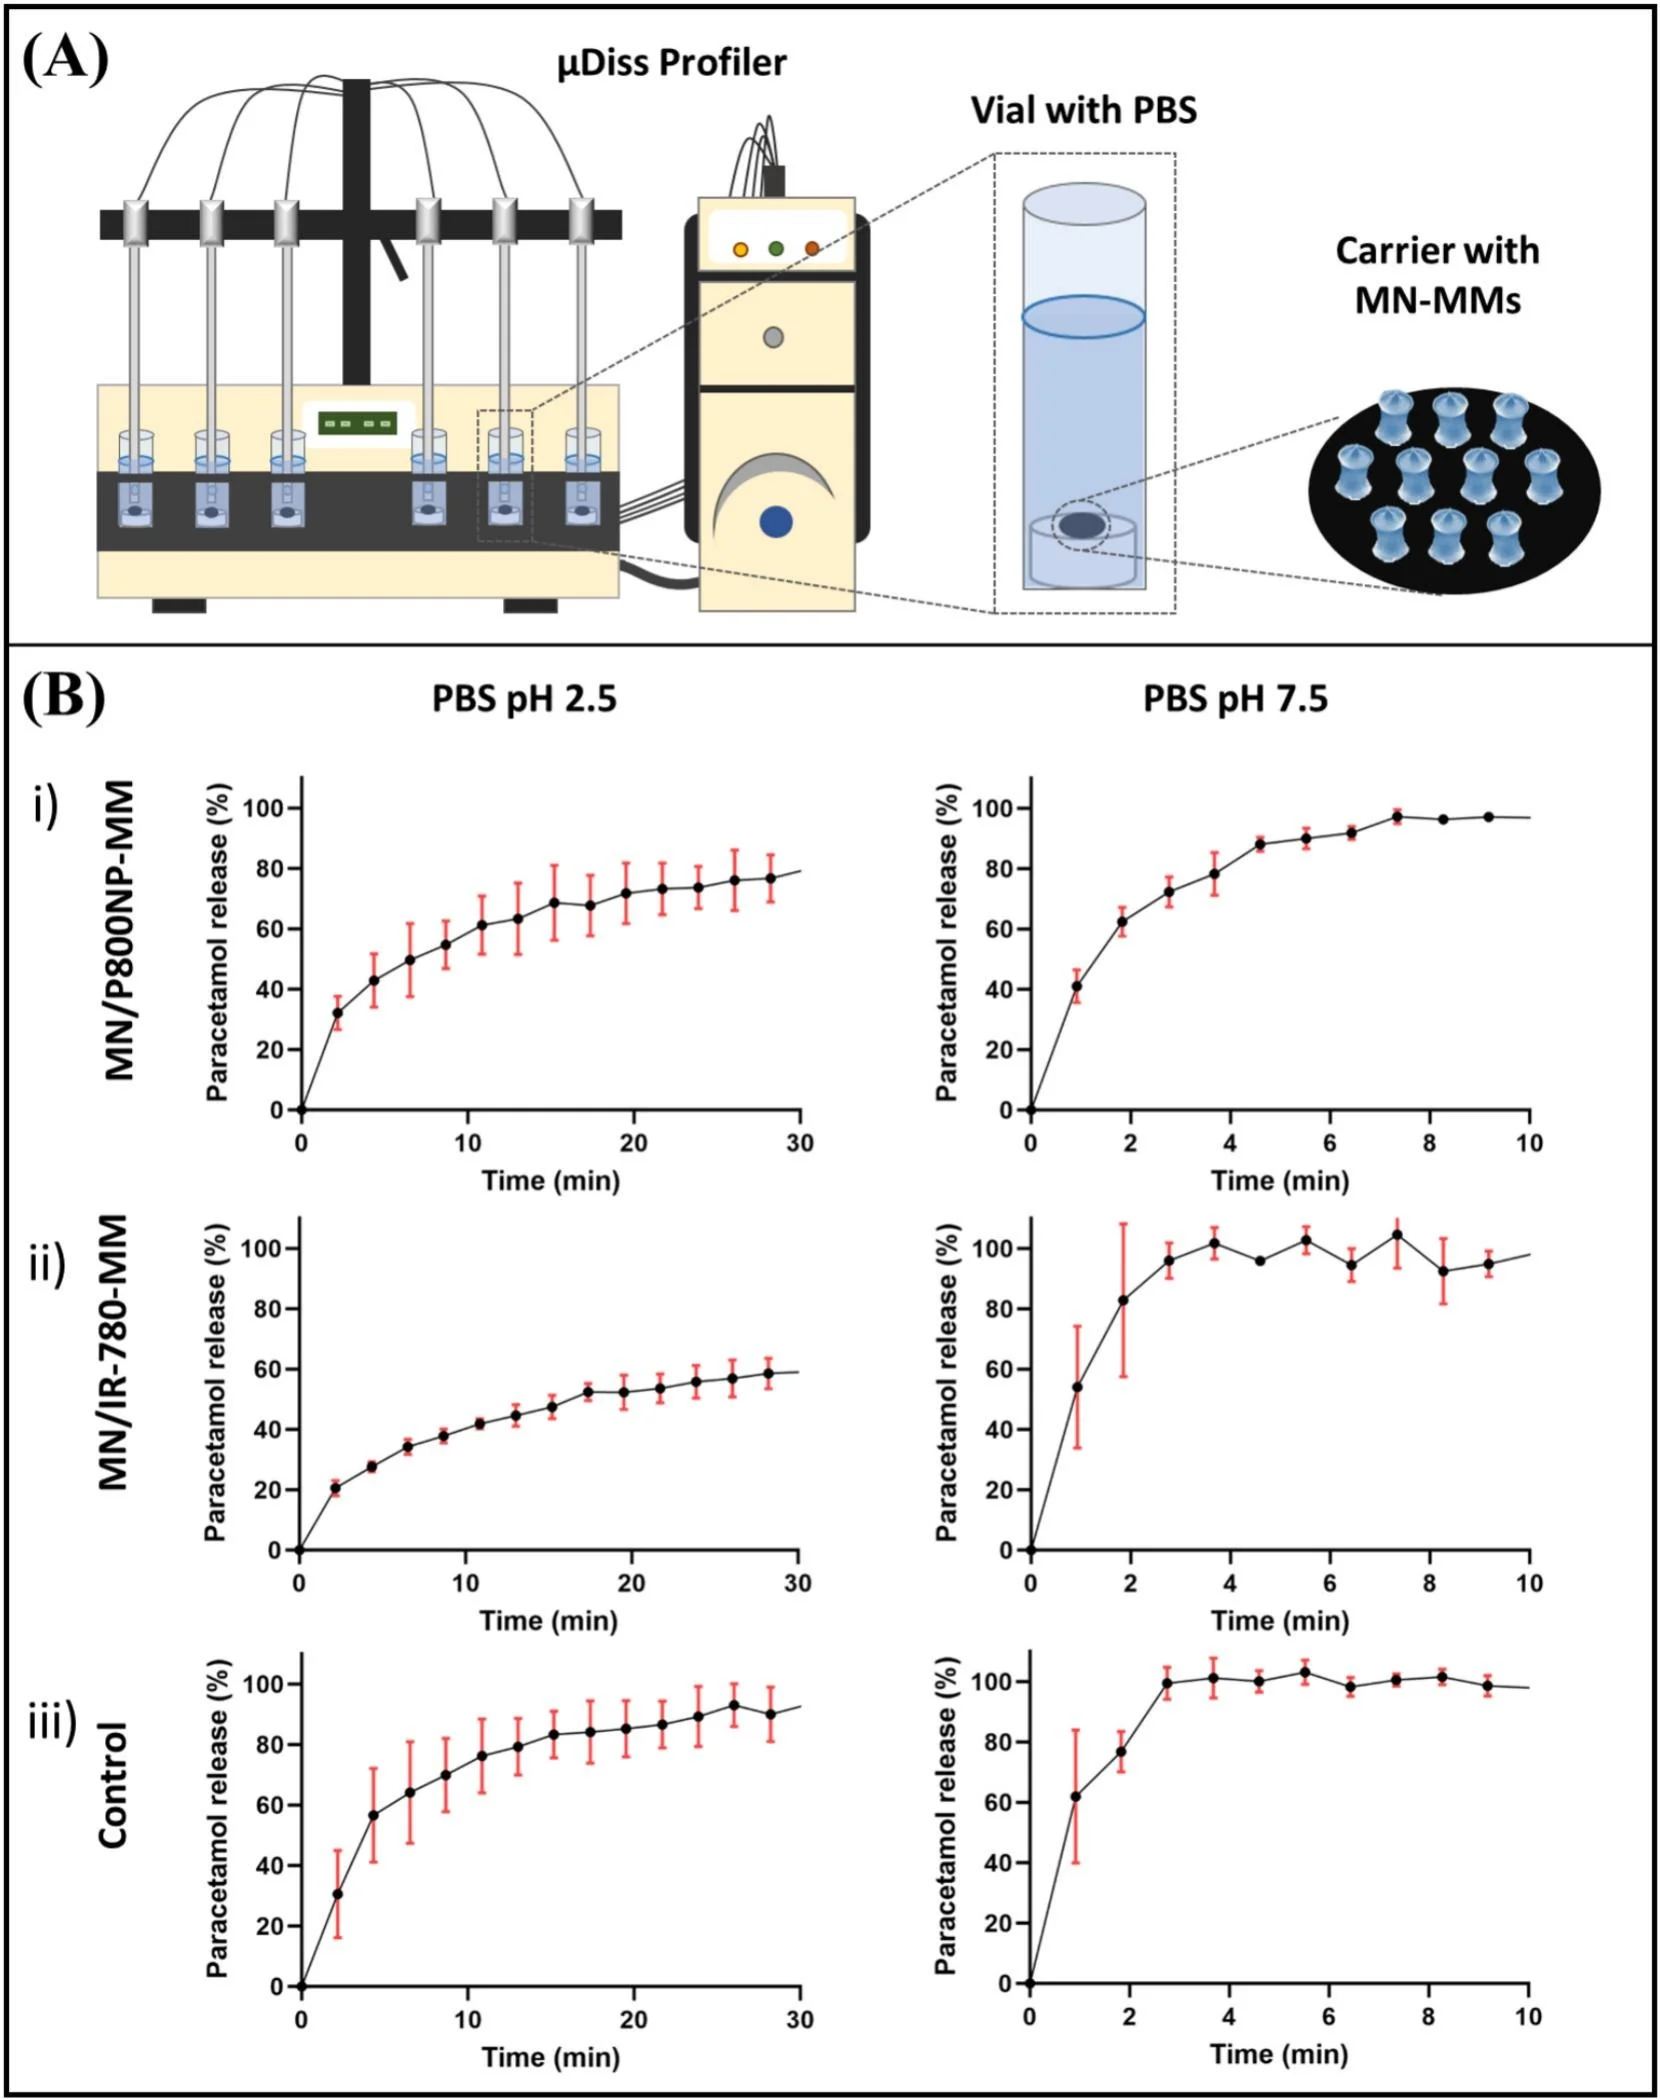 (A)
µDiss Profiler
Vial with PBS
Carrier with
MN-MMs
(B)
PBS pH 2.5
PBS pH 7.5
i)
MN/P800NP-MM
Paracetamol release (%)
100
80
60
40
20
0
0 10 20 30
Time (min)
Paracetamol release (%)
100
80
60
40
20
0
0 2 4 6 8 10
Time (min)
ii)
MN/IR-780-MM
Paracetamol release (%)
100
80
60
40
20
0
0 10 20 30
Time (min)
Paracetamol release (%)
100
80
60
40
20
0
0 2 4 6 8 10
Time (min)
iii)
Control
Paracetamol release (%)
100
80
60
40
20
0
0 10 20 30
Time (min)
Paracetamol release (%)
100
80
60
40
20
0
0 2 4 6 8 10
Time (min)